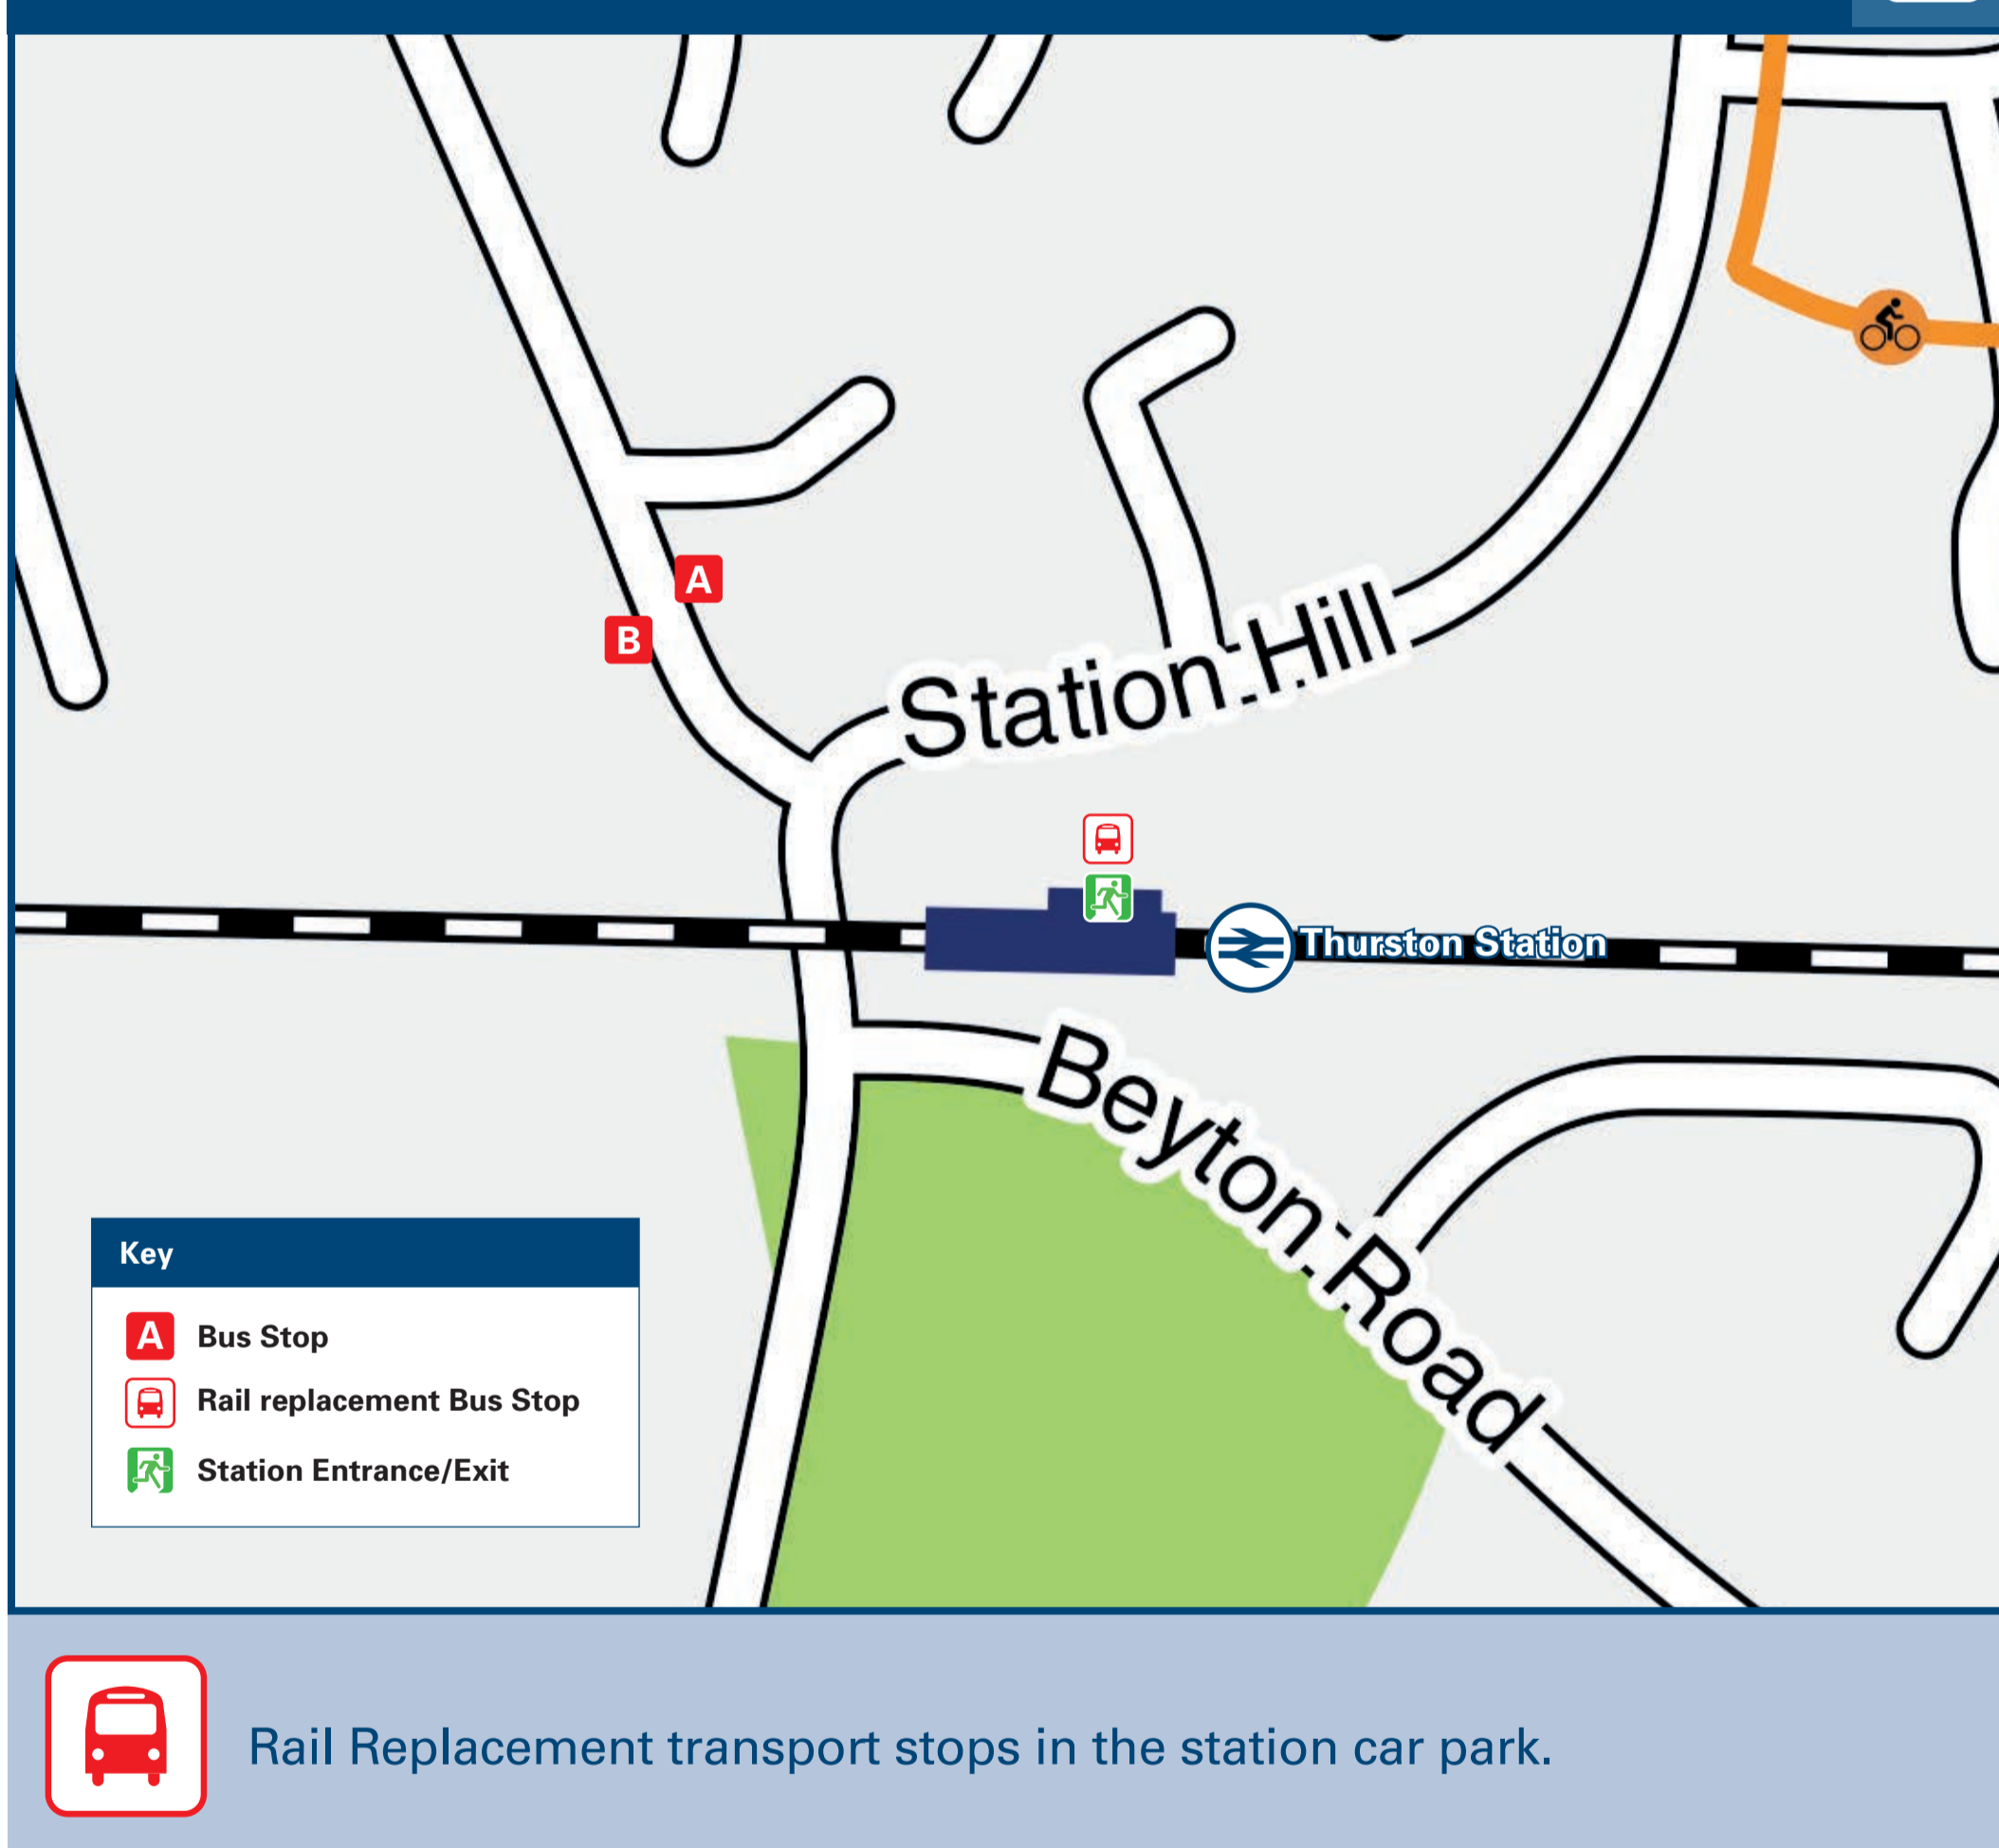 A
B
Station Hill
Thurston Station
Beyton Road
Key
A Bus Stop
Rail replacement Bus Stop
Station Entrance/Exit
Rail Replacement transport stops in the station car park.